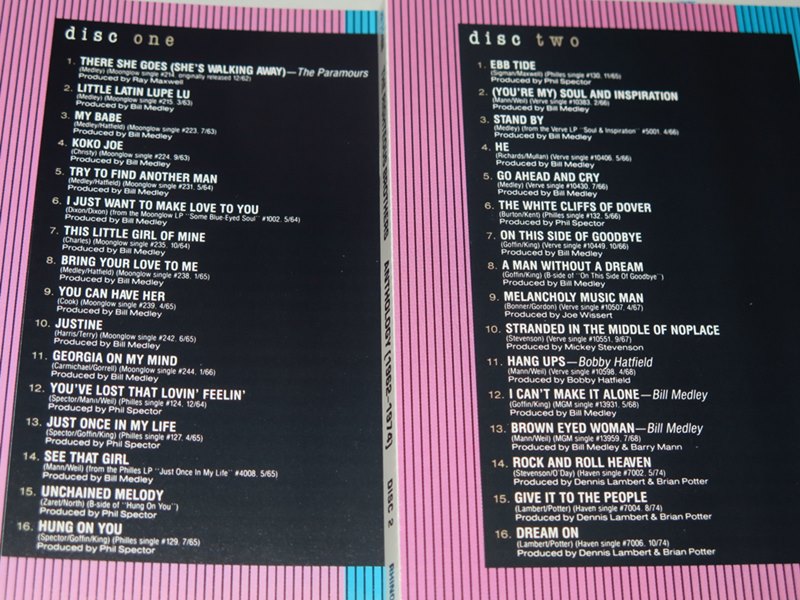 disc one
1. THERE SHE GOES (SHE'S WALKING AWAY)—The Paramours
(Medley) (Moonglow single #214, originally released 12/62)
Produced by Ray Maxwell
2. LITTLE LATIN LUPE LU
(Medley) (Moonglow single #215, 3/63)
Produced by Bill Medley
3. MY BABE
(Medley/Hatfield) (Moonglow single #223, 7/63)
Produced by Bill Medley
4. KOKO JOE
(Christy) (Moonglow single #224, 9/63)
Produced by Bill Medley
5. TRY TO FIND ANOTHER MAN
(Medley/Hatfield) (Moonglow single #231, 5/64)
Produced by Bill Medley
6. I JUST WANT TO MAKE LOVE TO YOU
(Dixon/Dixon) (from the Moonglow LP "Some Blue-Eyed Soul" #1002, 5/64)
Produced by Bill Medley
7. THIS LITTLE GIRL OF MINE
(Charles) (Moonglow single #235, 10/64)
Produced by Bill Medley
8. BRING YOUR LOVE TO ME
(Medley/Hatfield) (Moonglow single #238, 1/65)
Produced by Bill Medley
9. YOU CAN HAVE HER
(Cook) (Moonglow single #239, 4/65)
Produced by Bill Medley
10. JUSTINE
(Harris/Terry) (Moonglow single #242, 6/65)
Produced by Bill Medley
11. GEORGIA ON MY MIND
(Carmichael/Gorrell) (Moonglow single #244, 1/66)
Produced by Bill Medley
12. YOU'VE LOST THAT LOVIN' FEELIN'
(Spector/Mann/Weil) (Philles single #124, 12/64)
Produced by Phil Spector
13. JUST ONCE IN MY LIFE
(Spector/Goffin/King) (Philles single #127, 4/65)
Produced by Phil Spector
14. SEE THAT GIRL
(Mann/Weil) (from the Philles LP "Just Once In My Life" #4008, 5/65)
Produced by Bill Medley
15. UNCHAINED MELODY
(Zaret/North) (B-side of "Hung On You")
Produced by Phil Spector
16. HUNG ON YOU
(Spector/Goffin/King) (Philles single #129, 7/65)
Produced by Phil Spector
ANTHOLOGY (1962-1974)
DISC 2
RHINO
disc two
1. EBB TIDE
(Sigman/Maxwell) (Philles single #130, 11/65)
Produced by Phil Spector
2. (YOU'RE MY) SOUL AND INSPIRATION
(Mann/Weil) (Verve single #10383, 2/66)
Produced by Bill Medley
3. STAND BY
(Medley) (from the Verve LP "Soul & Inspiration" #5001, 4/66)
Produced by Bill Medley
4. HE
(Richards/Mullan) (Verve single #10406, 5/66)
Produced by Bill Medley
5. GO AHEAD AND CRY
(Medley) (Verve single #10430, 7/66)
Produced by Bill Medley
6. THE WHITE CLIFFS OF DOVER
(Burton/Kent) (Philles single #132, 5/66)
Produced by Phil Spector
7. ON THIS SIDE OF GOODBYE
(Goffin/King) (Verve single #10449, 10/66)
Produced by Bill Medley
8. A MAN WITHOUT A DREAM
(Goffin/King) (B-side of "On This Side Of Goodbye")
Produced by Bill Medley
9. MELANCHOLY MUSIC MAN
(Bonner/Gordon) (Verve single #10507, 4/67)
Produced by Joe Wissert
10. STRANDED IN THE MIDDLE OF NOPLACE
(Stevenson) (Verve single #10551, 9/67)
Produced by Mickey Stevenson
11. HANG UPS—Bobby Hatfield
(Mann/Weil) (Verve single #10598, 4/68)
Produced by Bobby Hatfield
12. I CAN'T MAKE IT ALONE—Bill Medley
(Goffin/King) (MGM single #13931, 5/68)
Produced by Bill Medley
13. BROWN EYED WOMAN—Bill Medley
(Mann/Weil) (MGM single #13959, 7/68)
Produced by Bill Medley & Barry Mann
14. ROCK AND ROLL HEAVEN
(Stevenson/O'Day) (Haven single #7002, 5/74)
Produced by Dennis Lambert & Brian Potter
15. GIVE IT TO THE PEOPLE
(Lambert/Potter) (Haven single #7004, 8/74)
Produced by Dennis Lambert & Brian Potter
16. DREAM ON
(Lambert/Potter) (Haven single #7006, 10/74)
Produced by Dennis Lambert & Brian Potter